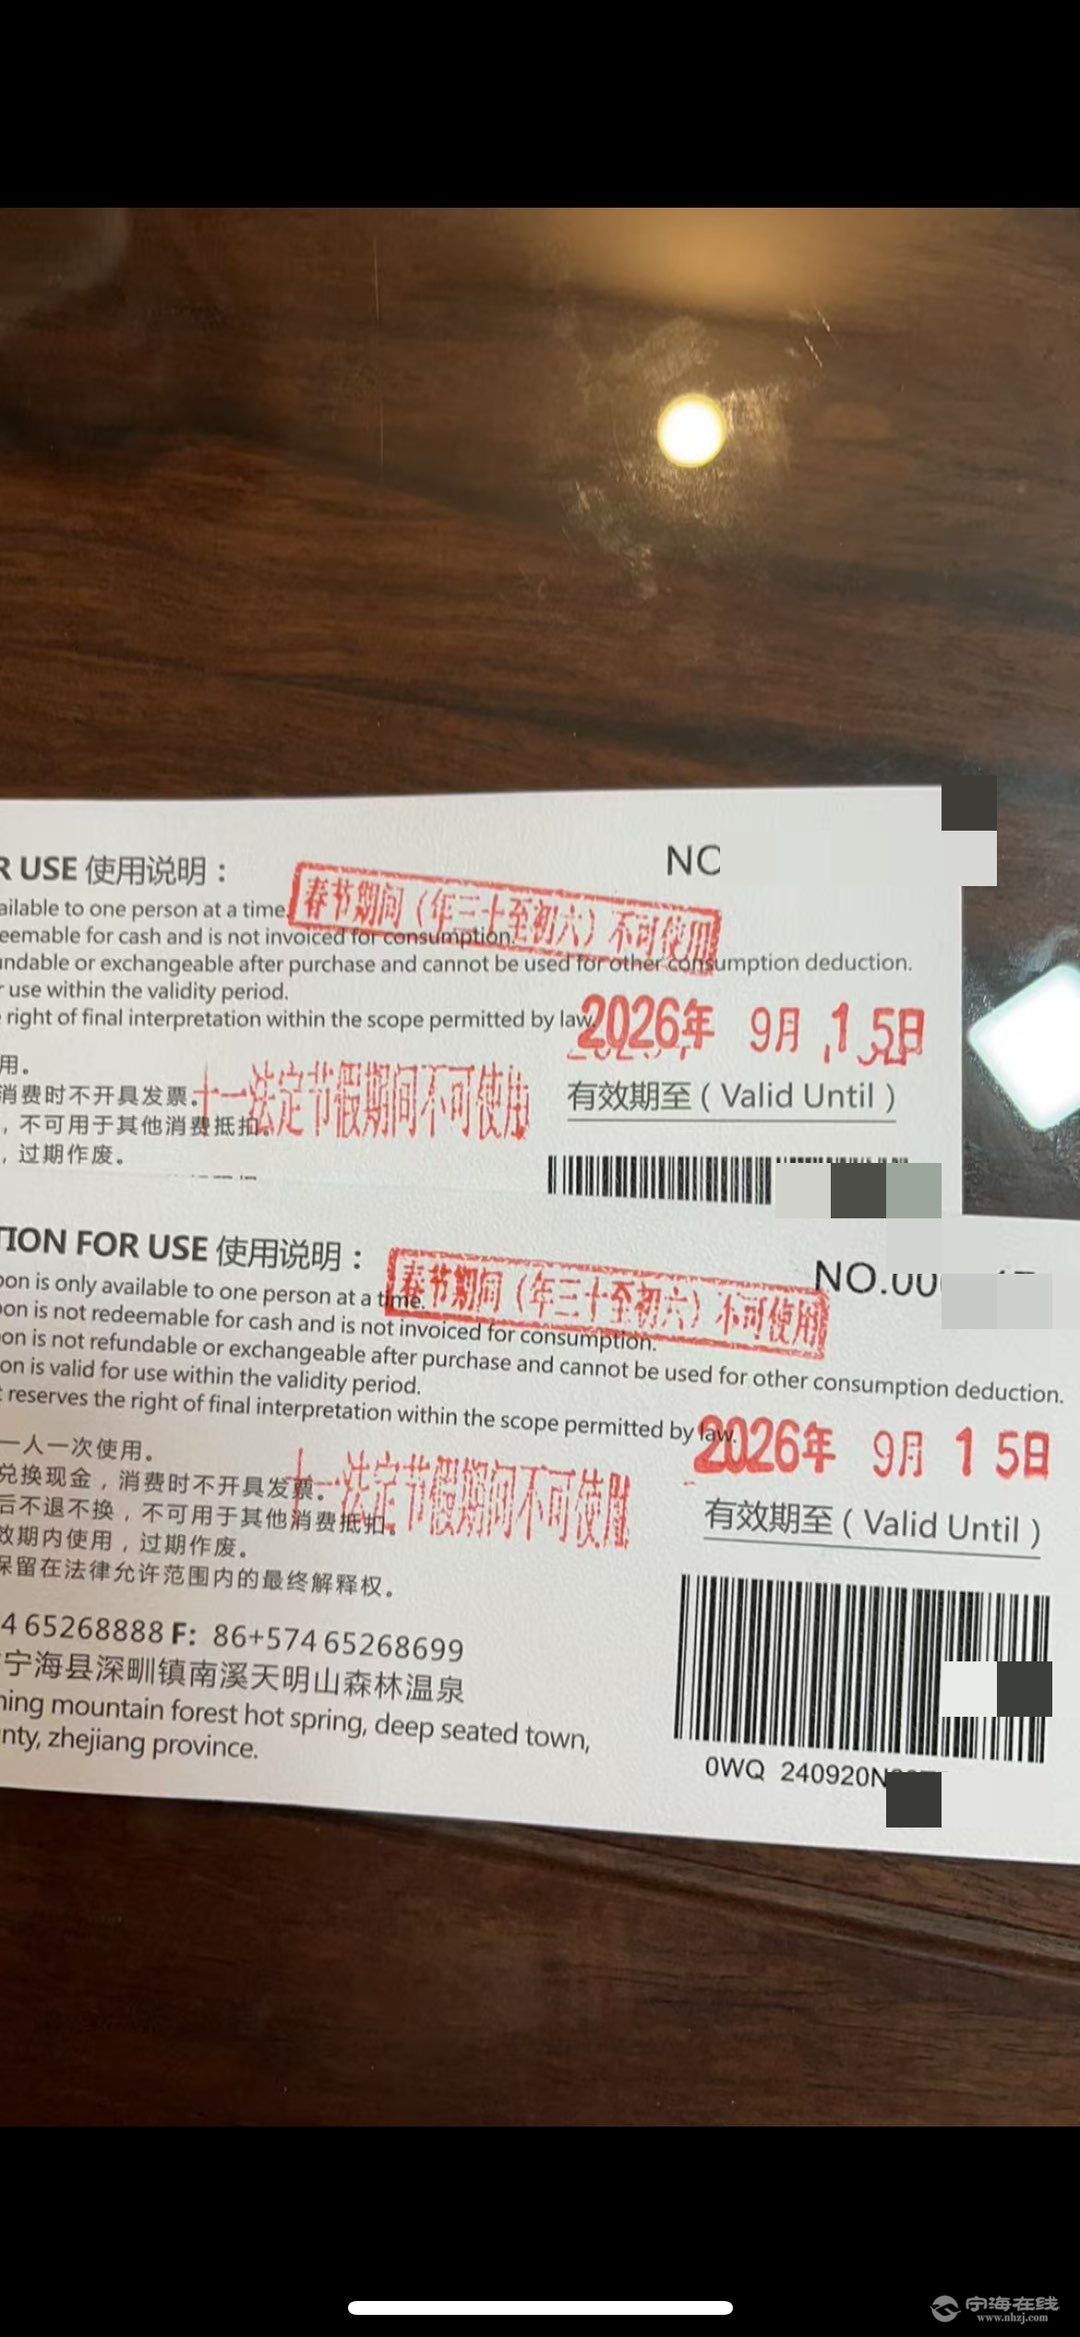 R USE 使用说明：
NO
ailable to one person at a time.
春节期间（年三十至初六）不可使用
eemable for cash and is not invoiced for consumption.
undable or exchangeable after purchase and cannot be used for other consumption deduction.
r use within the validity period.
right of final interpretation within the scope permitted by law.
2026年 9月 15日
用。
消费时不开具发票。
十一法定节假期间不可使用
有效期至（Valid Until）
，不可用于其他消费抵扣。
，过期作废。
TION FOR USE 使用说明：
NO.00
pon is only available to one person at a time.
春节期间（年三十至初六）不可使用
pon is not redeemable for cash and is not invoiced for consumption.
on is not refundable or exchangeable after purchase and cannot be used for other consumption deduction.
on is valid for use within the validity period.
t reserves the right of final interpretation within the scope permitted by law.
2026年 9月 15日
一人一次使用。
兑换现金，消费时不开具发票。
十一法定节假期间不可使用
有效期至（Valid Until）
后不退不换，不可用于其他消费抵扣。
效期内使用，过期作废。
保留在法律允许范围内的最终解释权。
4 65268888 F: 86+574 65268699
宁海县深甽镇南溪天明山森林温泉
ning mountain forest hot spring, deep seated town,
nty, zhejiang province.
0WQ 240920N
宁海在线
www.nhzj.com